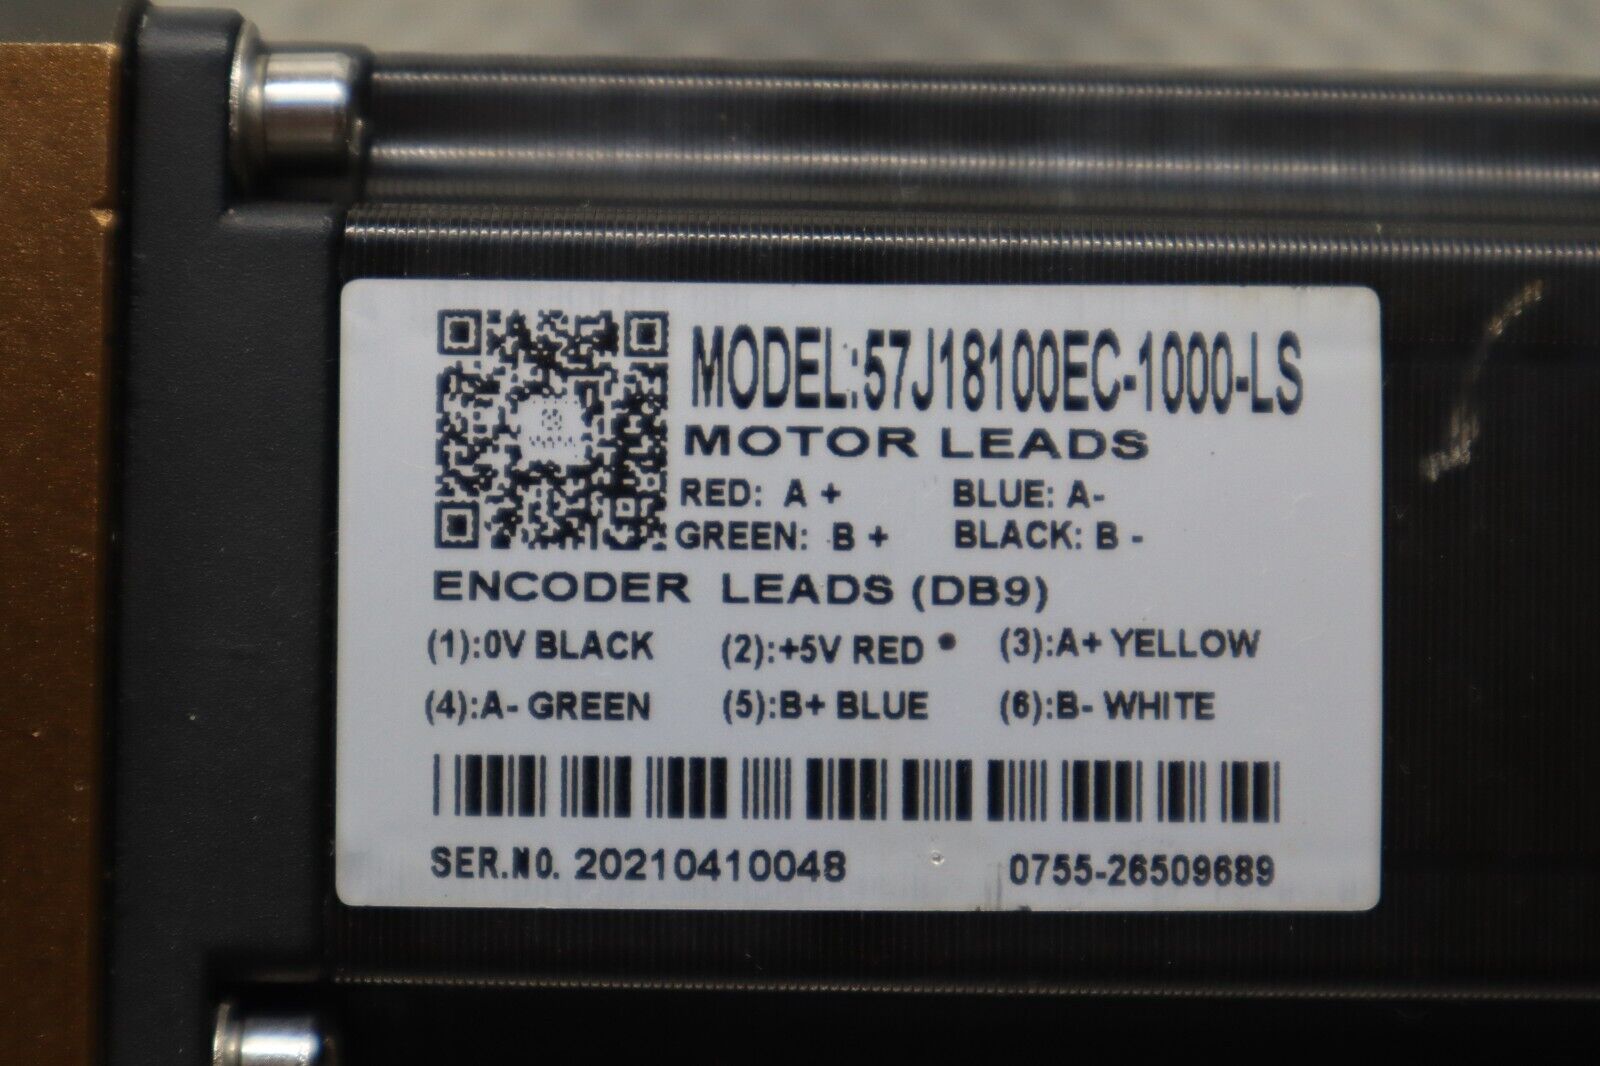 MODEL:57J18100EC-1000-LS
MOTOR LEADS
RED: A + BLUE: A-
GREEN: B + BLACK: B -
ENCODER LEADS (DB9)
(1):0V BLACK (2):+5V RED (3):A+ YELLOW
(4):A- GREEN (5):B+ BLUE (6):B- WHITE
SER.NO. 20210410048 0755-26509689